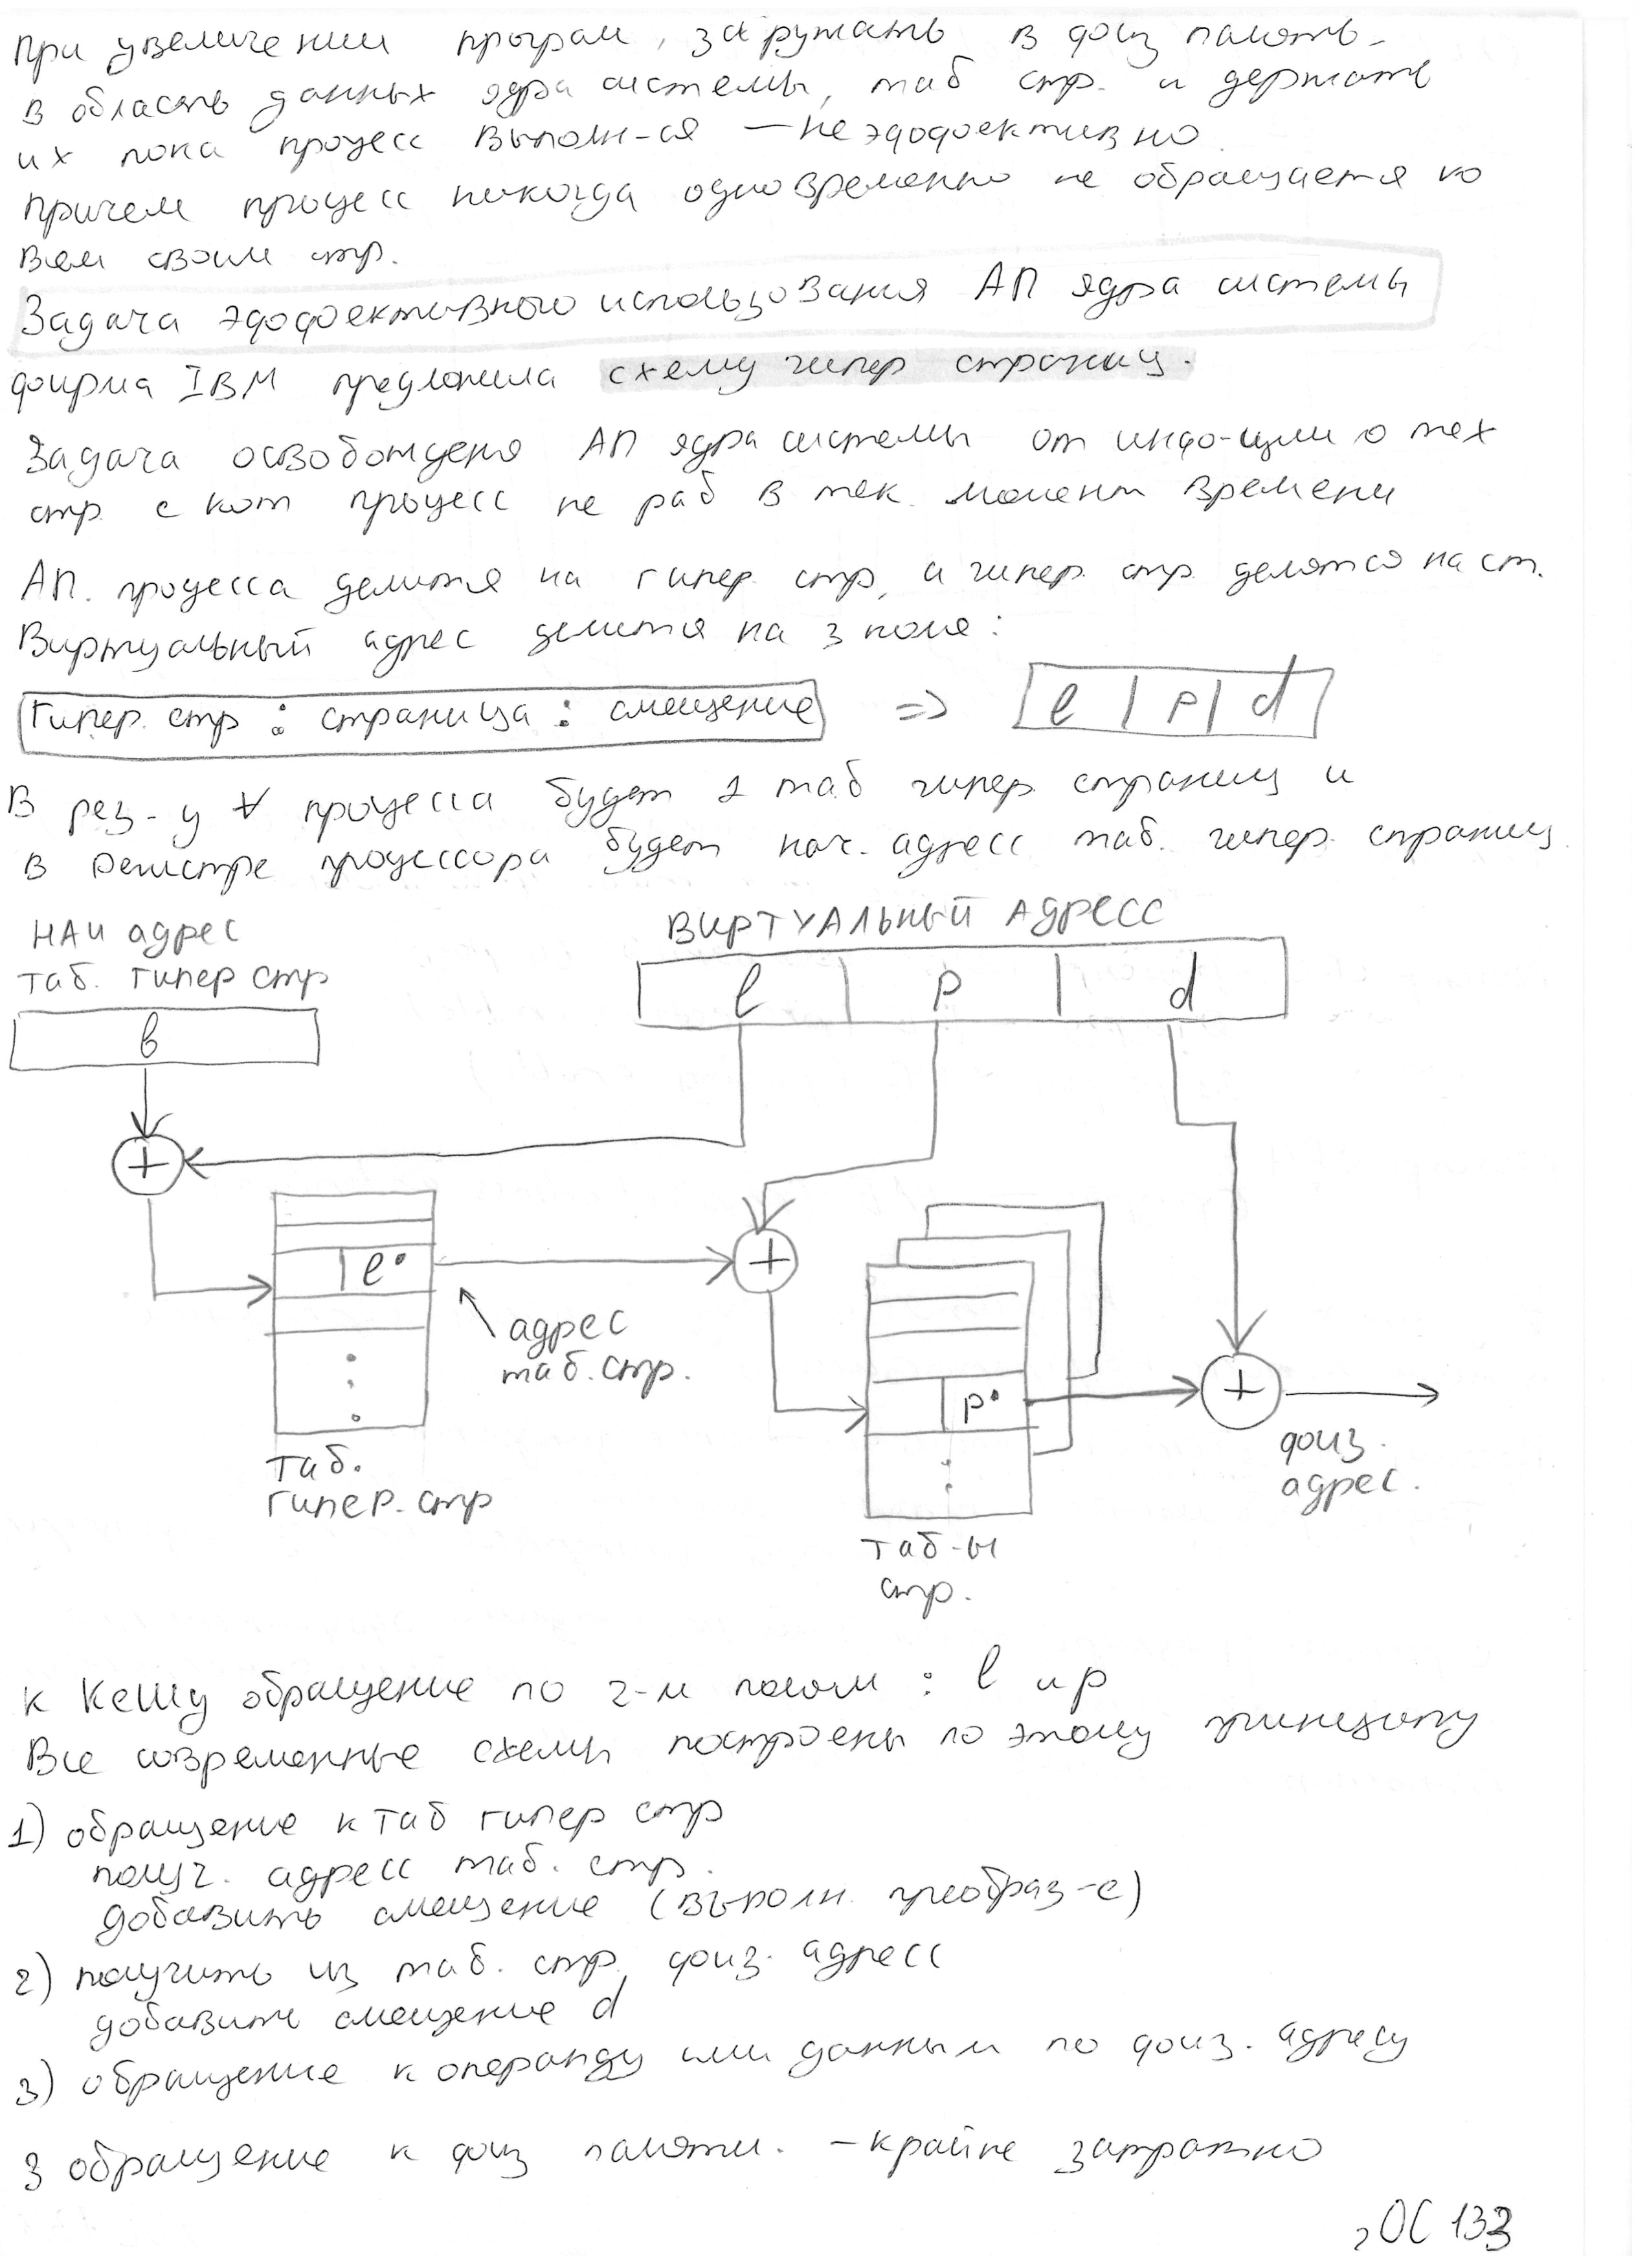 При увеличении програм, загружать в физ память -
в область данных ядра системы, таб стр. и держать
их пока процесс выполн-ся — неэффективно.
Причем процесс никогда одновременно не обращается ко
всем своим стр.
Задача эффективного использования АП ядра системы
фирма IBM предложила схему гипер страниц.
Задача освобожденя АП ядра системы от инфо-ции о тех
стр. с кот процесс не раб в тек. момент времени
АП. процесса делится на гипер. стр, а гипер. стр. делятся на ст.
Виртуальный адрес делится на 3 поля:
Гипер. стр : страница : смещение => l | p | d
В рез-у ∀ процесса будет 1 таб гипер. страниц и
в регистре процессора будет нач. адресс таб. гипер. страниц
НАЧ адрес
таб. гипер стр
ВИРТУАЛЬНЫЙ АДРЕСС
l p d
b
+
l°
+
адрес
таб. стр.
p°
+
физ.
адрес.
Таб.
гипер. стр
Таб-ы
стр.
к Кешу обращение по 2-м полям : l и p
Все современные схемы построены по этому принципу
1) обращение к таб гипер стр
получ. адресс таб. стр.
добавить смещение (выполн. преобраз-е)
2) получить из таб. стр. физ. адресс
добавить смещение d
3) обращение к операнду или данным по физ. адресу
3 обращение к физ памяти. - крайне затратно
2 ОС 133